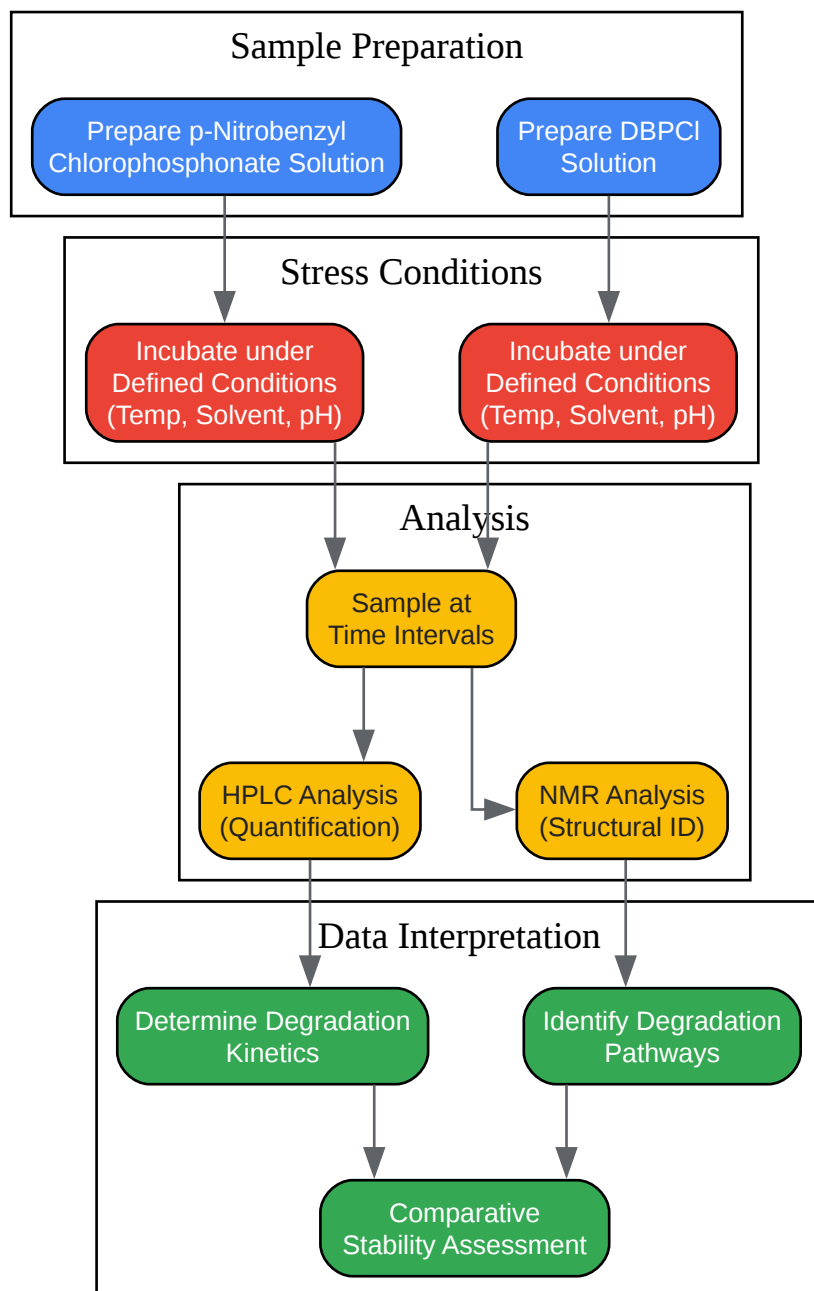 Sample Preparation
Prepare p-Nitrobenzyl
Chlorophosphonate Solution
Prepare DBPCl
Solution
Stress Conditions
Incubate under
Defined Conditions
(Temp, Solvent, pH)
Incubate under
Defined Conditions
(Temp, Solvent, pH)
Analysis
Sample at
Time Intervals
HPLC Analysis
(Quantification)
NMR Analysis
(Structural ID)
Data Interpretation
Determine Degradation
Kinetics
Identify Degradation
Pathways
Comparative
Stability Assessment